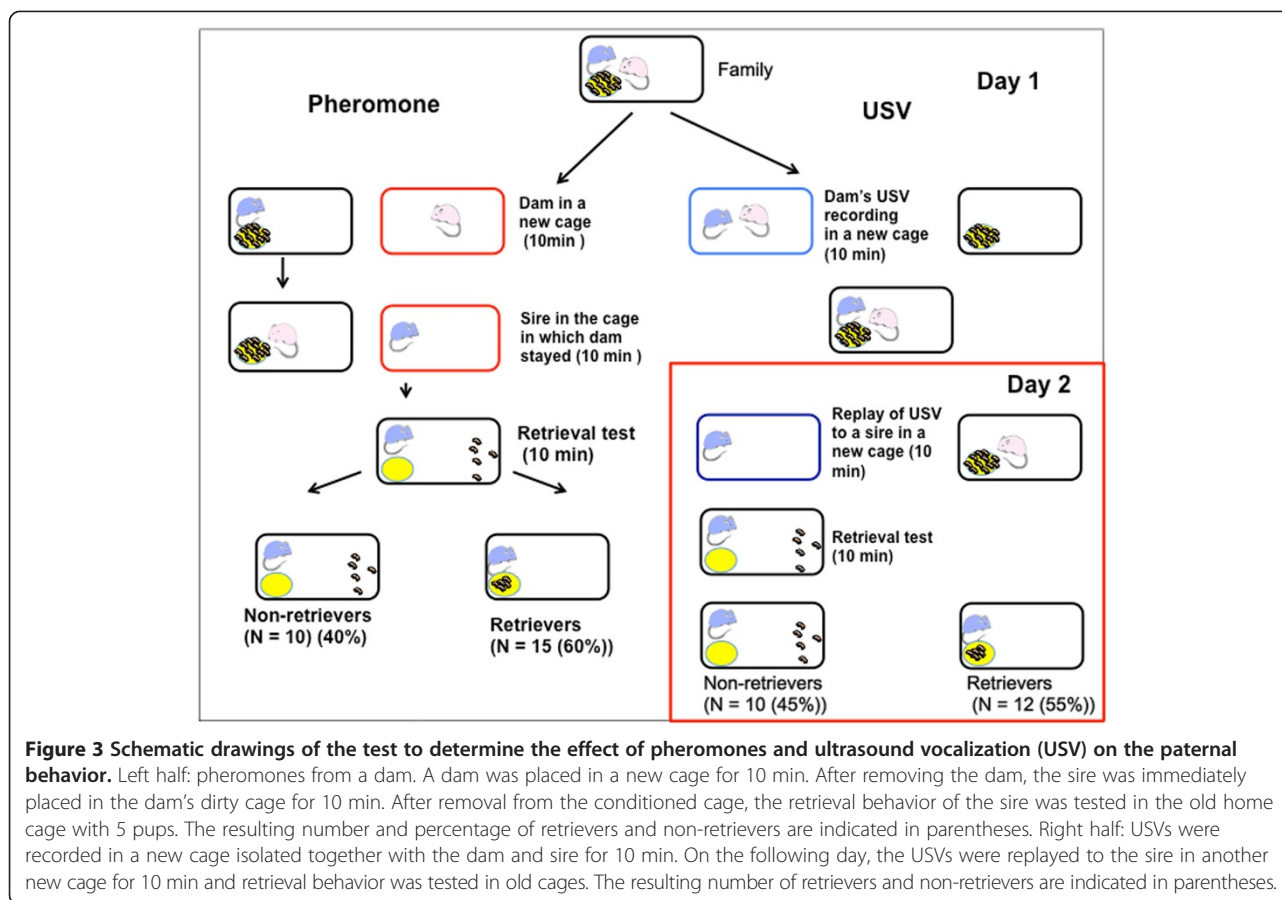 Family
Day 1
Pheromone
USV
Dam in a
new cage
(10min )
Dam's USV
recording
in a new cage
(10 min)
Sire in the cage
in which dam
stayed (10 min )
Retrieval test
(10 min)
Non-retrievers
(N = 10) (40%)
Retrievers
(N = 15 (60%))
Day 2
Replay of USV
to a sire in a
new cage (10
min)
Retrieval test
(10 min)
Non-retrievers
(N = 10 (45%))
Retrievers
(N = 12 (55%))
Figure 3 Schematic drawings of the test to determine the effect of pheromones and ultrasound vocalization (USV) on the paternal
behavior. Left half: pheromones from a dam. A dam was placed in a new cage for 10 min. After removing the dam, the sire was immediately
placed in the dam's dirty cage for 10 min. After removal from the conditioned cage, the retrieval behavior of the sire was tested in the old home
cage with 5 pups. The resulting number and percentage of retrievers and non-retrievers are indicated in parentheses. Right half: USVs were
recorded in a new cage isolated together with the dam and sire for 10 min. On the following day, the USVs were replayed to the sire in another
new cage for 10 min and retrieval behavior was tested in old cages. The resulting number of retrievers and non-retrievers are indicated in parentheses.